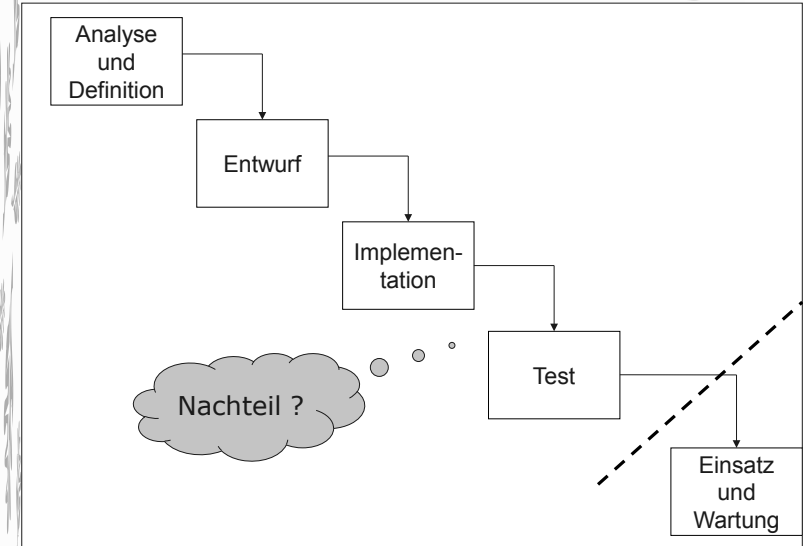 Analyse
und
Definition
Entwurf
Implemen-
tation
Test
Nachteil ?
Einsatz
und
Wartung